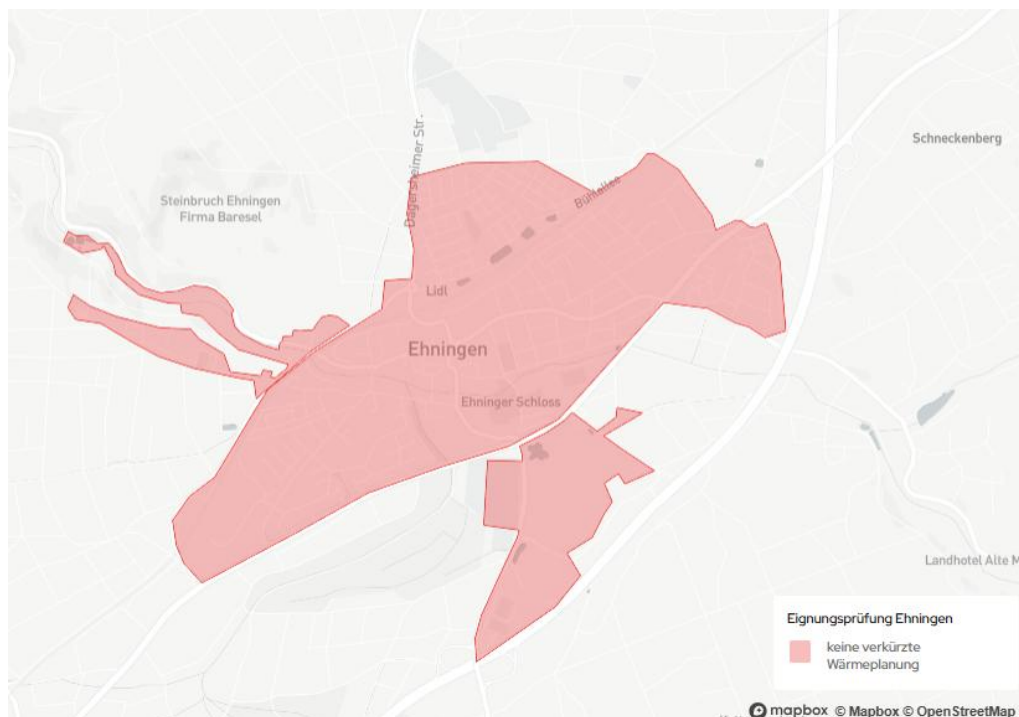 Schneckenberg
Dagersheimer Str.
Steinbruch Ehningen
Firma Baresel
Bühlallee
Lidl
Ehningen
Ehninger Schloss
Landhotel Alte M
Eignungsprüfung Ehningen
keine verkürzte
Wärmeplanung
mapbox © Mapbox © OpenStreetMap